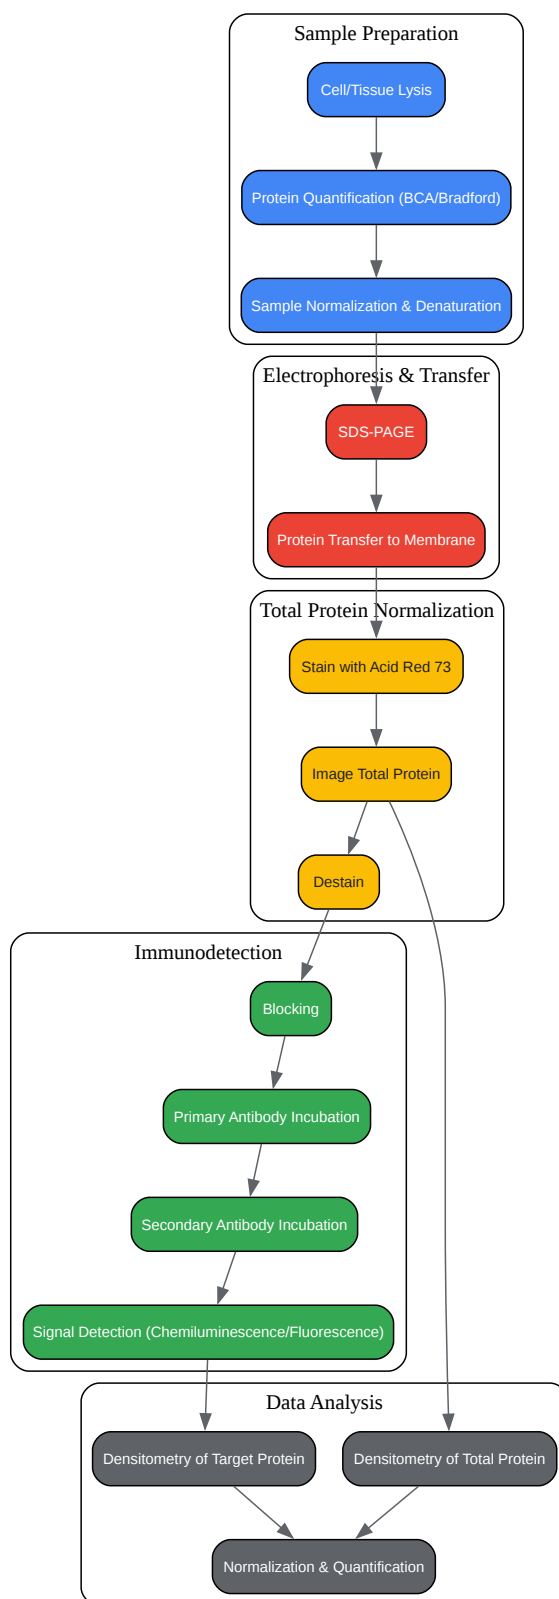 Sample Preparation
Cell/Tissue Lysis
Protein Quantification (BCA/Bradford)
Sample Normalization & Denaturation
Electrophoresis & Transfer
SDS-PAGE
Protein Transfer to Membrane
Total Protein Normalization
Stain with Acid Red 73
Image Total Protein
Destain
Immunodetection
Blocking
Primary Antibody Incubation
Secondary Antibody Incubation
Signal Detection (Chemiluminescence/Fluorescence)
Data Analysis
Densitometry of Target Protein
Densitometry of Total Protein
Normalization & Quantification